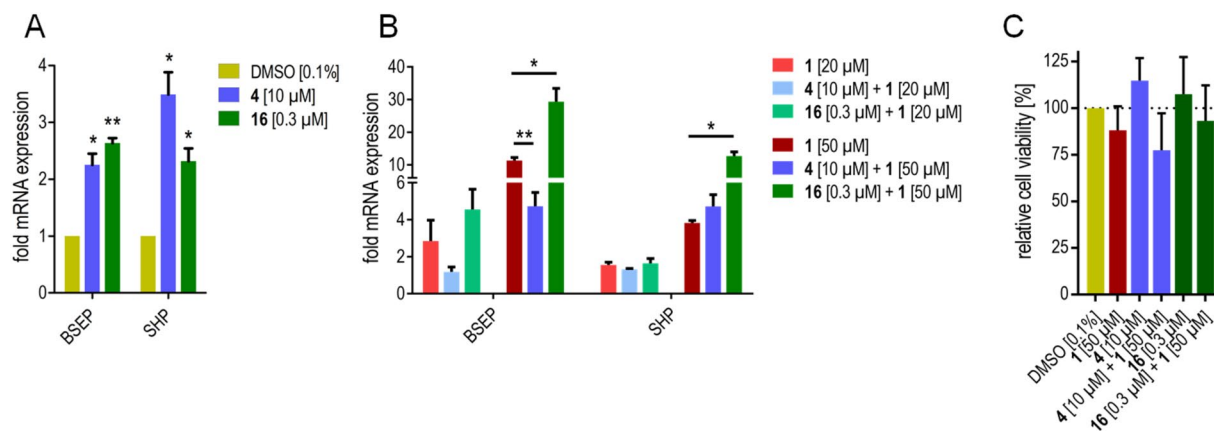 A
fold mRNA expression
4
3
2
1
0
*
**
*
*
BSEP
SHP
DMSO [0.1%]
4 [10 µM]
16 [0.3 µM]
B
fold mRNA expression
40
30
20
10
6
4
2
0
*
**
*
BSEP
SHP
1 [20 µM]
4 [10 µM] + 1 [20 µM]
16 [0.3 µM] + 1 [20 µM]
1 [50 µM]
4 [10 µM] + 1 [50 µM]
16 [0.3 µM] + 1 [50 µM]
C
relative cell viability [%]
125
100
75
50
25
0
DMSO [0.1%]
1 [50 µM]
4 [10 µM]
4 [10 µM] + 1 [50 µM]
16 [0.3 µM]
16 [0.3 µM] + 1 [50 µM]